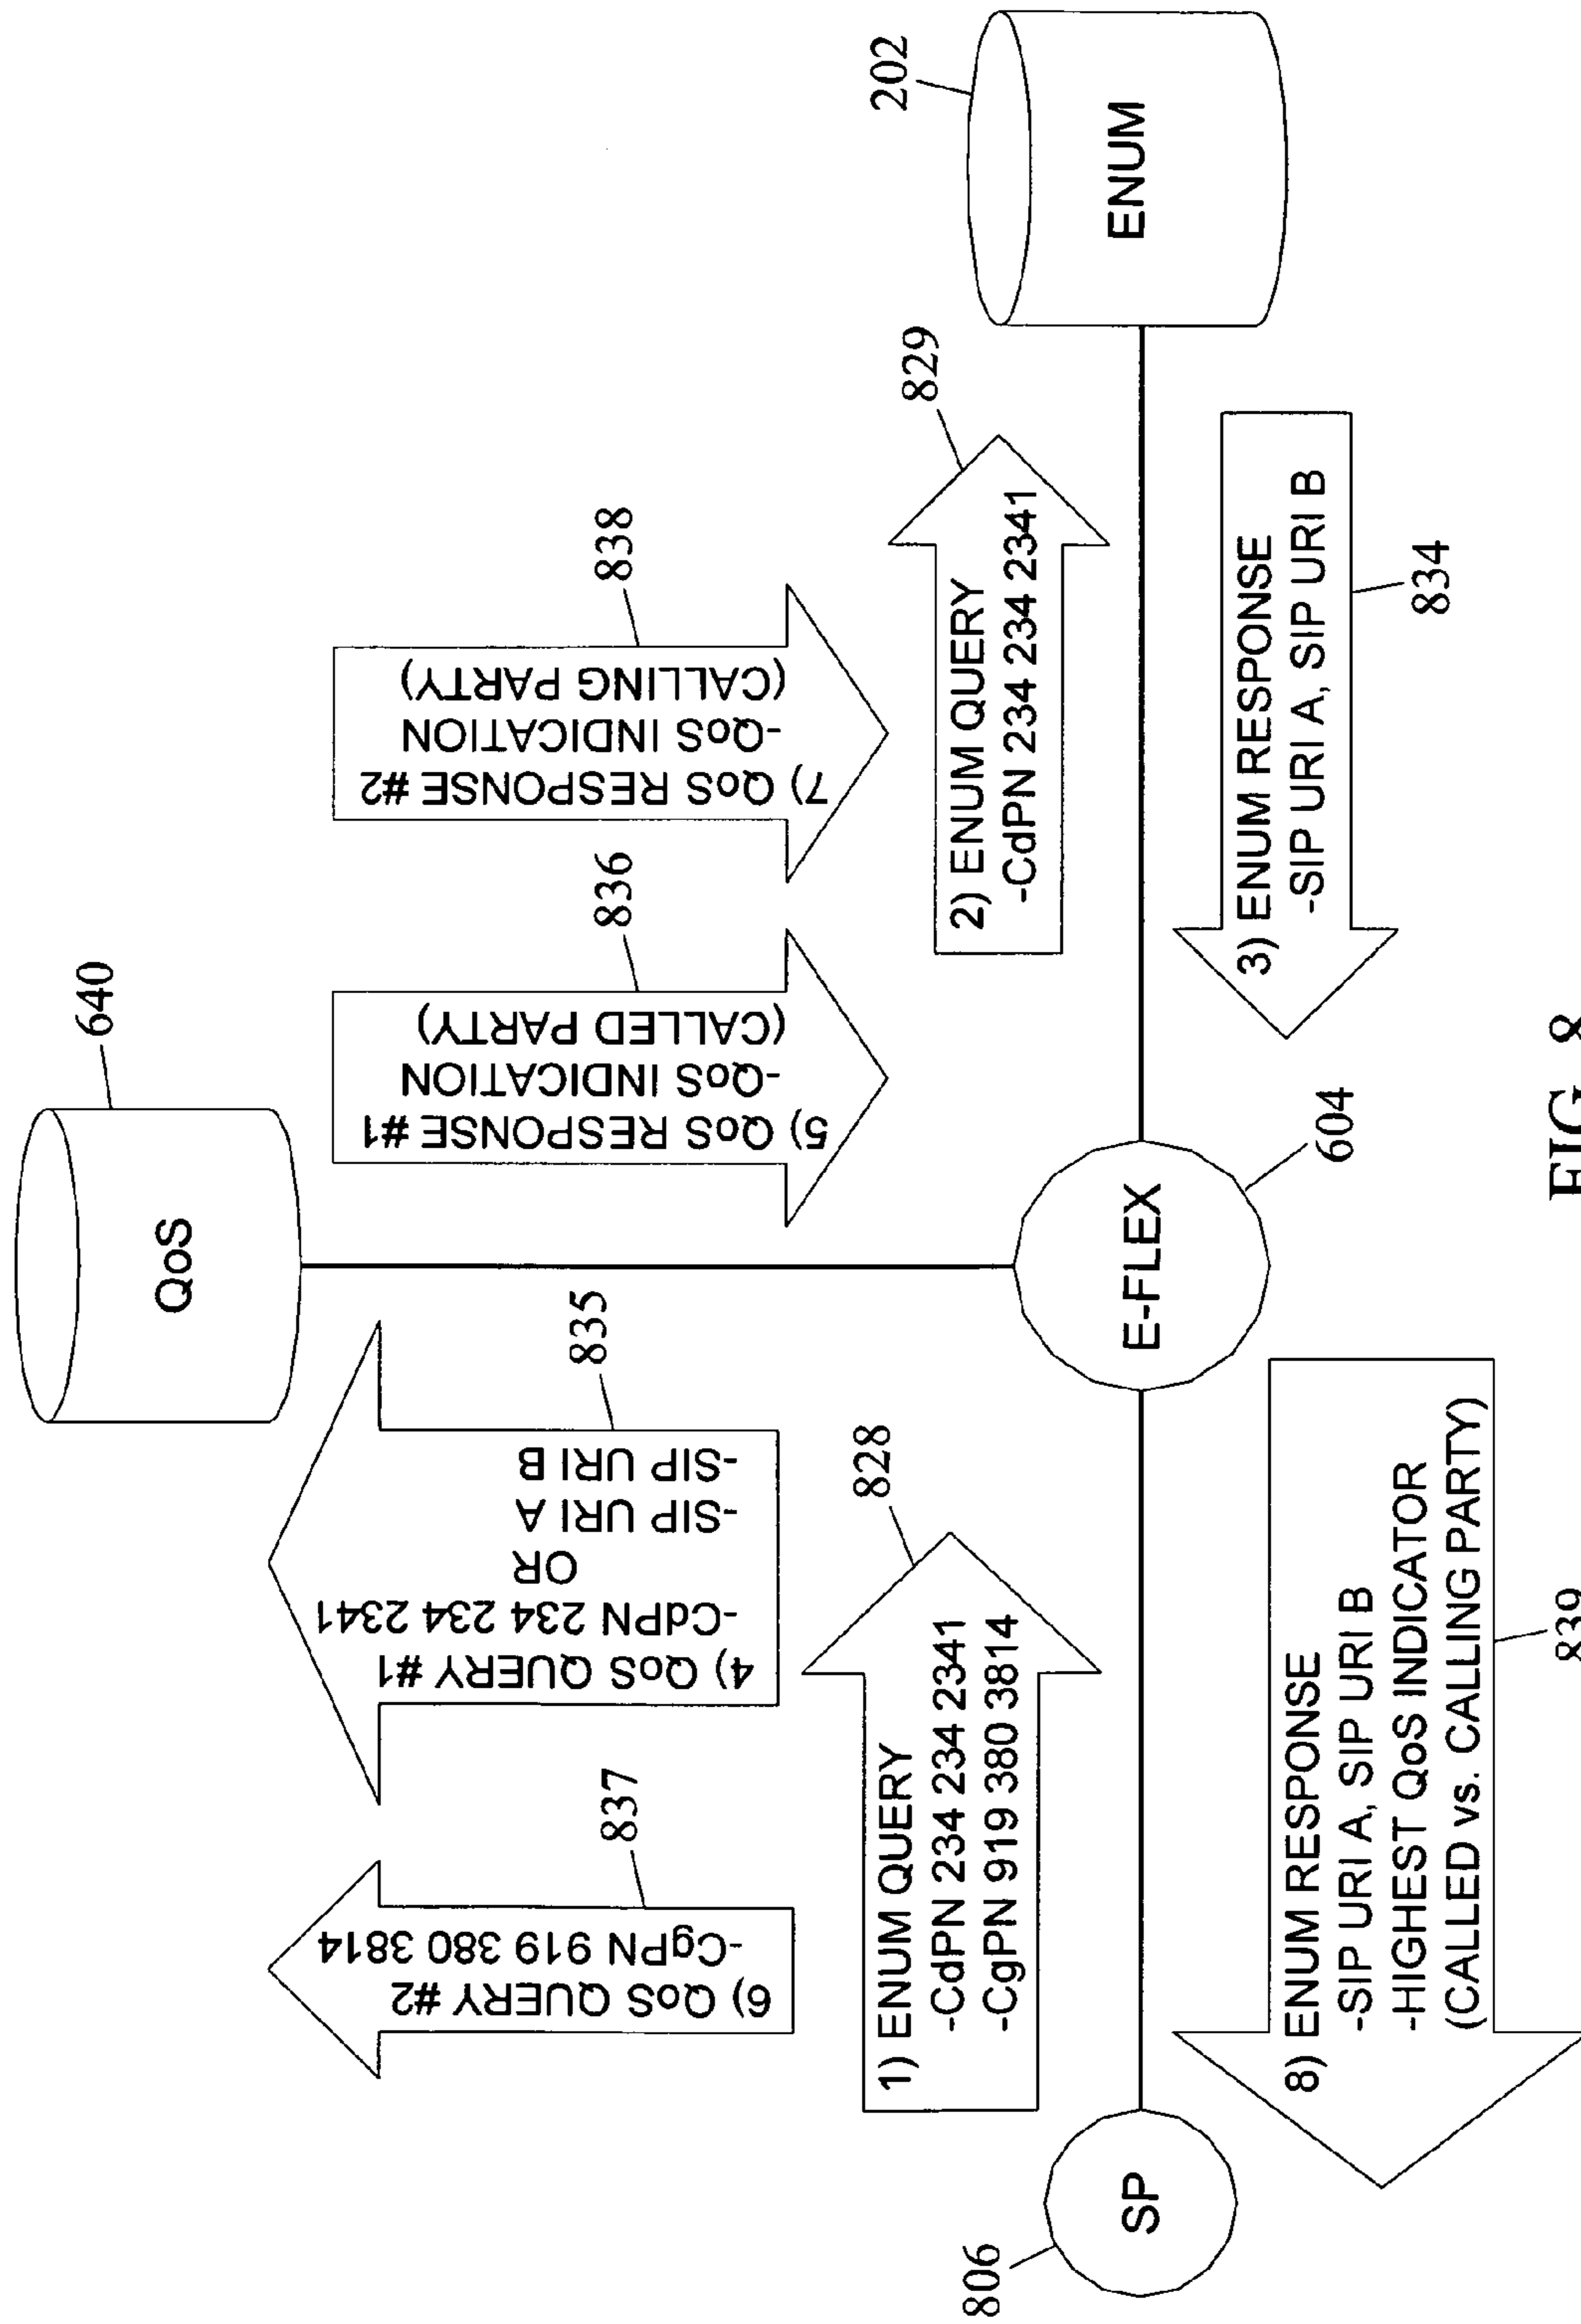 QoS
640
6) QoS QUERY #2
-CgPN 919 380 3814
837
4) QoS QUERY #1
-CdPN 234 234 2341
OR
-SIP URI A
-SIP URI B
835
5) QoS RESPONSE #1
-QoS INDICATION
(CALLED PARTY)
836
7) QoS RESPONSE #2
-QoS INDICATION
(CALLING PARTY)
838
1) ENUM QUERY
-CdPN 234 234 2341
-CgPN 919 380 3814
828
2) ENUM QUERY
-CdPN 234 234 2341
829
806
SP
E-FLEX
604
ENUM
202
8) ENUM RESPONSE
-SIP URI A, SIP URI B
-HIGHEST QoS INDICATOR
(CALLED vs. CALLING PARTY)
839
3) ENUM RESPONSE
-SIP URI A, SIP URI B
834
FIG. 8